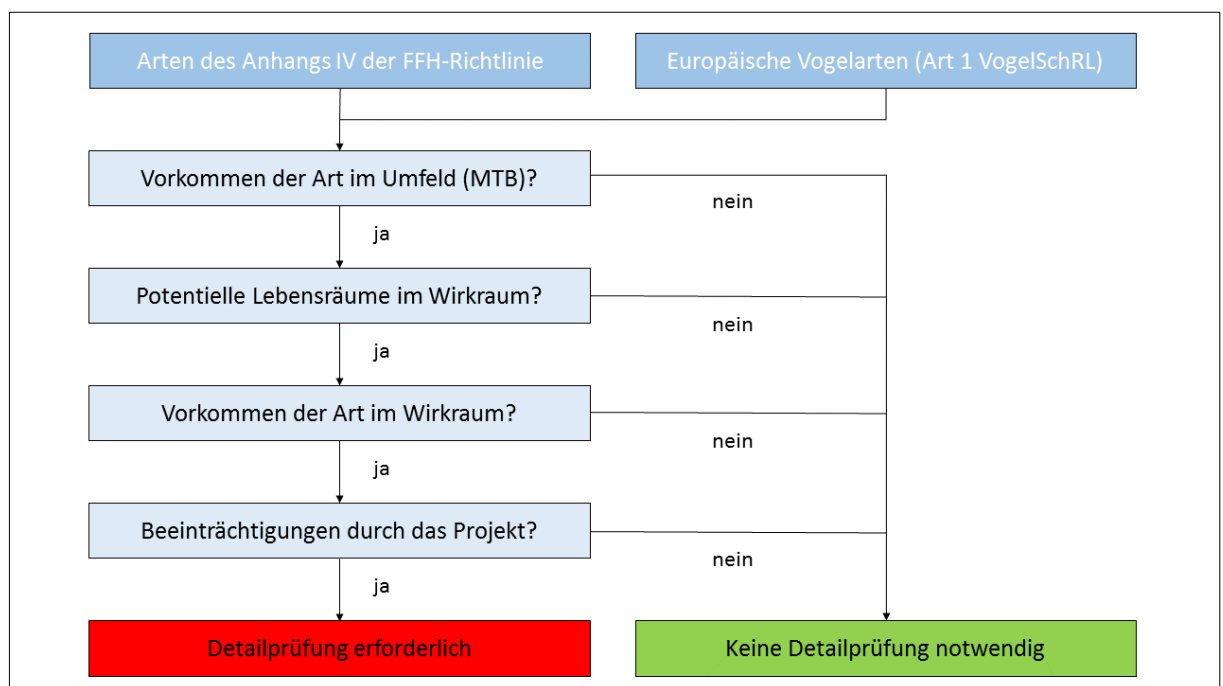 Arten des Anhangs IV der FFH-Richtlinie
Europäische Vogelarten (Art 1 VogelSchRL)
Vorkommen der Art im Umfeld (MTB)?
nein
ja
Potentielle Lebensräume im Wirkraum?
nein
ja
Vorkommen der Art im Wirkraum?
nein
ja
Beeinträchtigungen durch das Projekt?
nein
ja
Detailprüfung erforderlich
Keine Detailprüfung notwendig